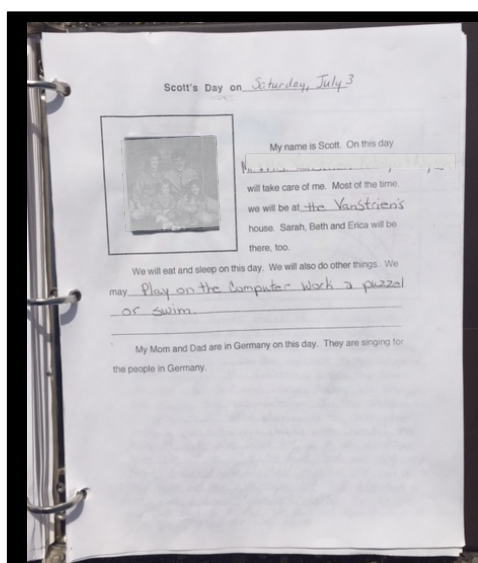 Scott's Day on Saturday, July 3
My name is Scott. On this day
will take care of me. Most of the time,
we will be at the Vanstrien's
house. Sarah, Beth and Erica will be
there, too.
We will eat and sleep on this day. We will also do other things. We
may Play on the Computer Work a puzzel
or swim.
My Mom and Dad are in Germany on this day. They are singing for
the people in Germany.